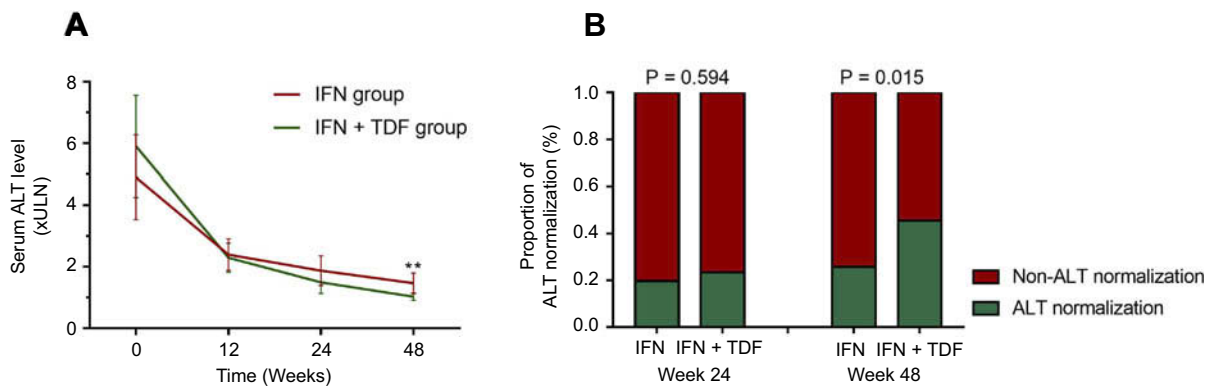 A
Serum ALT level
(xULN)
8
6
4
2
0
IFN group
IFN + TDF group
**
0 12 24 48
Time (Weeks)
B
Proportion of
ALT normalization (%)
P = 0.594 P = 0.015
1.0
0.8
0.6
0.4
0.2
0.0
IFN IFN + TDF IFN IFN + TDF
Week 24 Week 48
Non-ALT normalization
ALT normalization